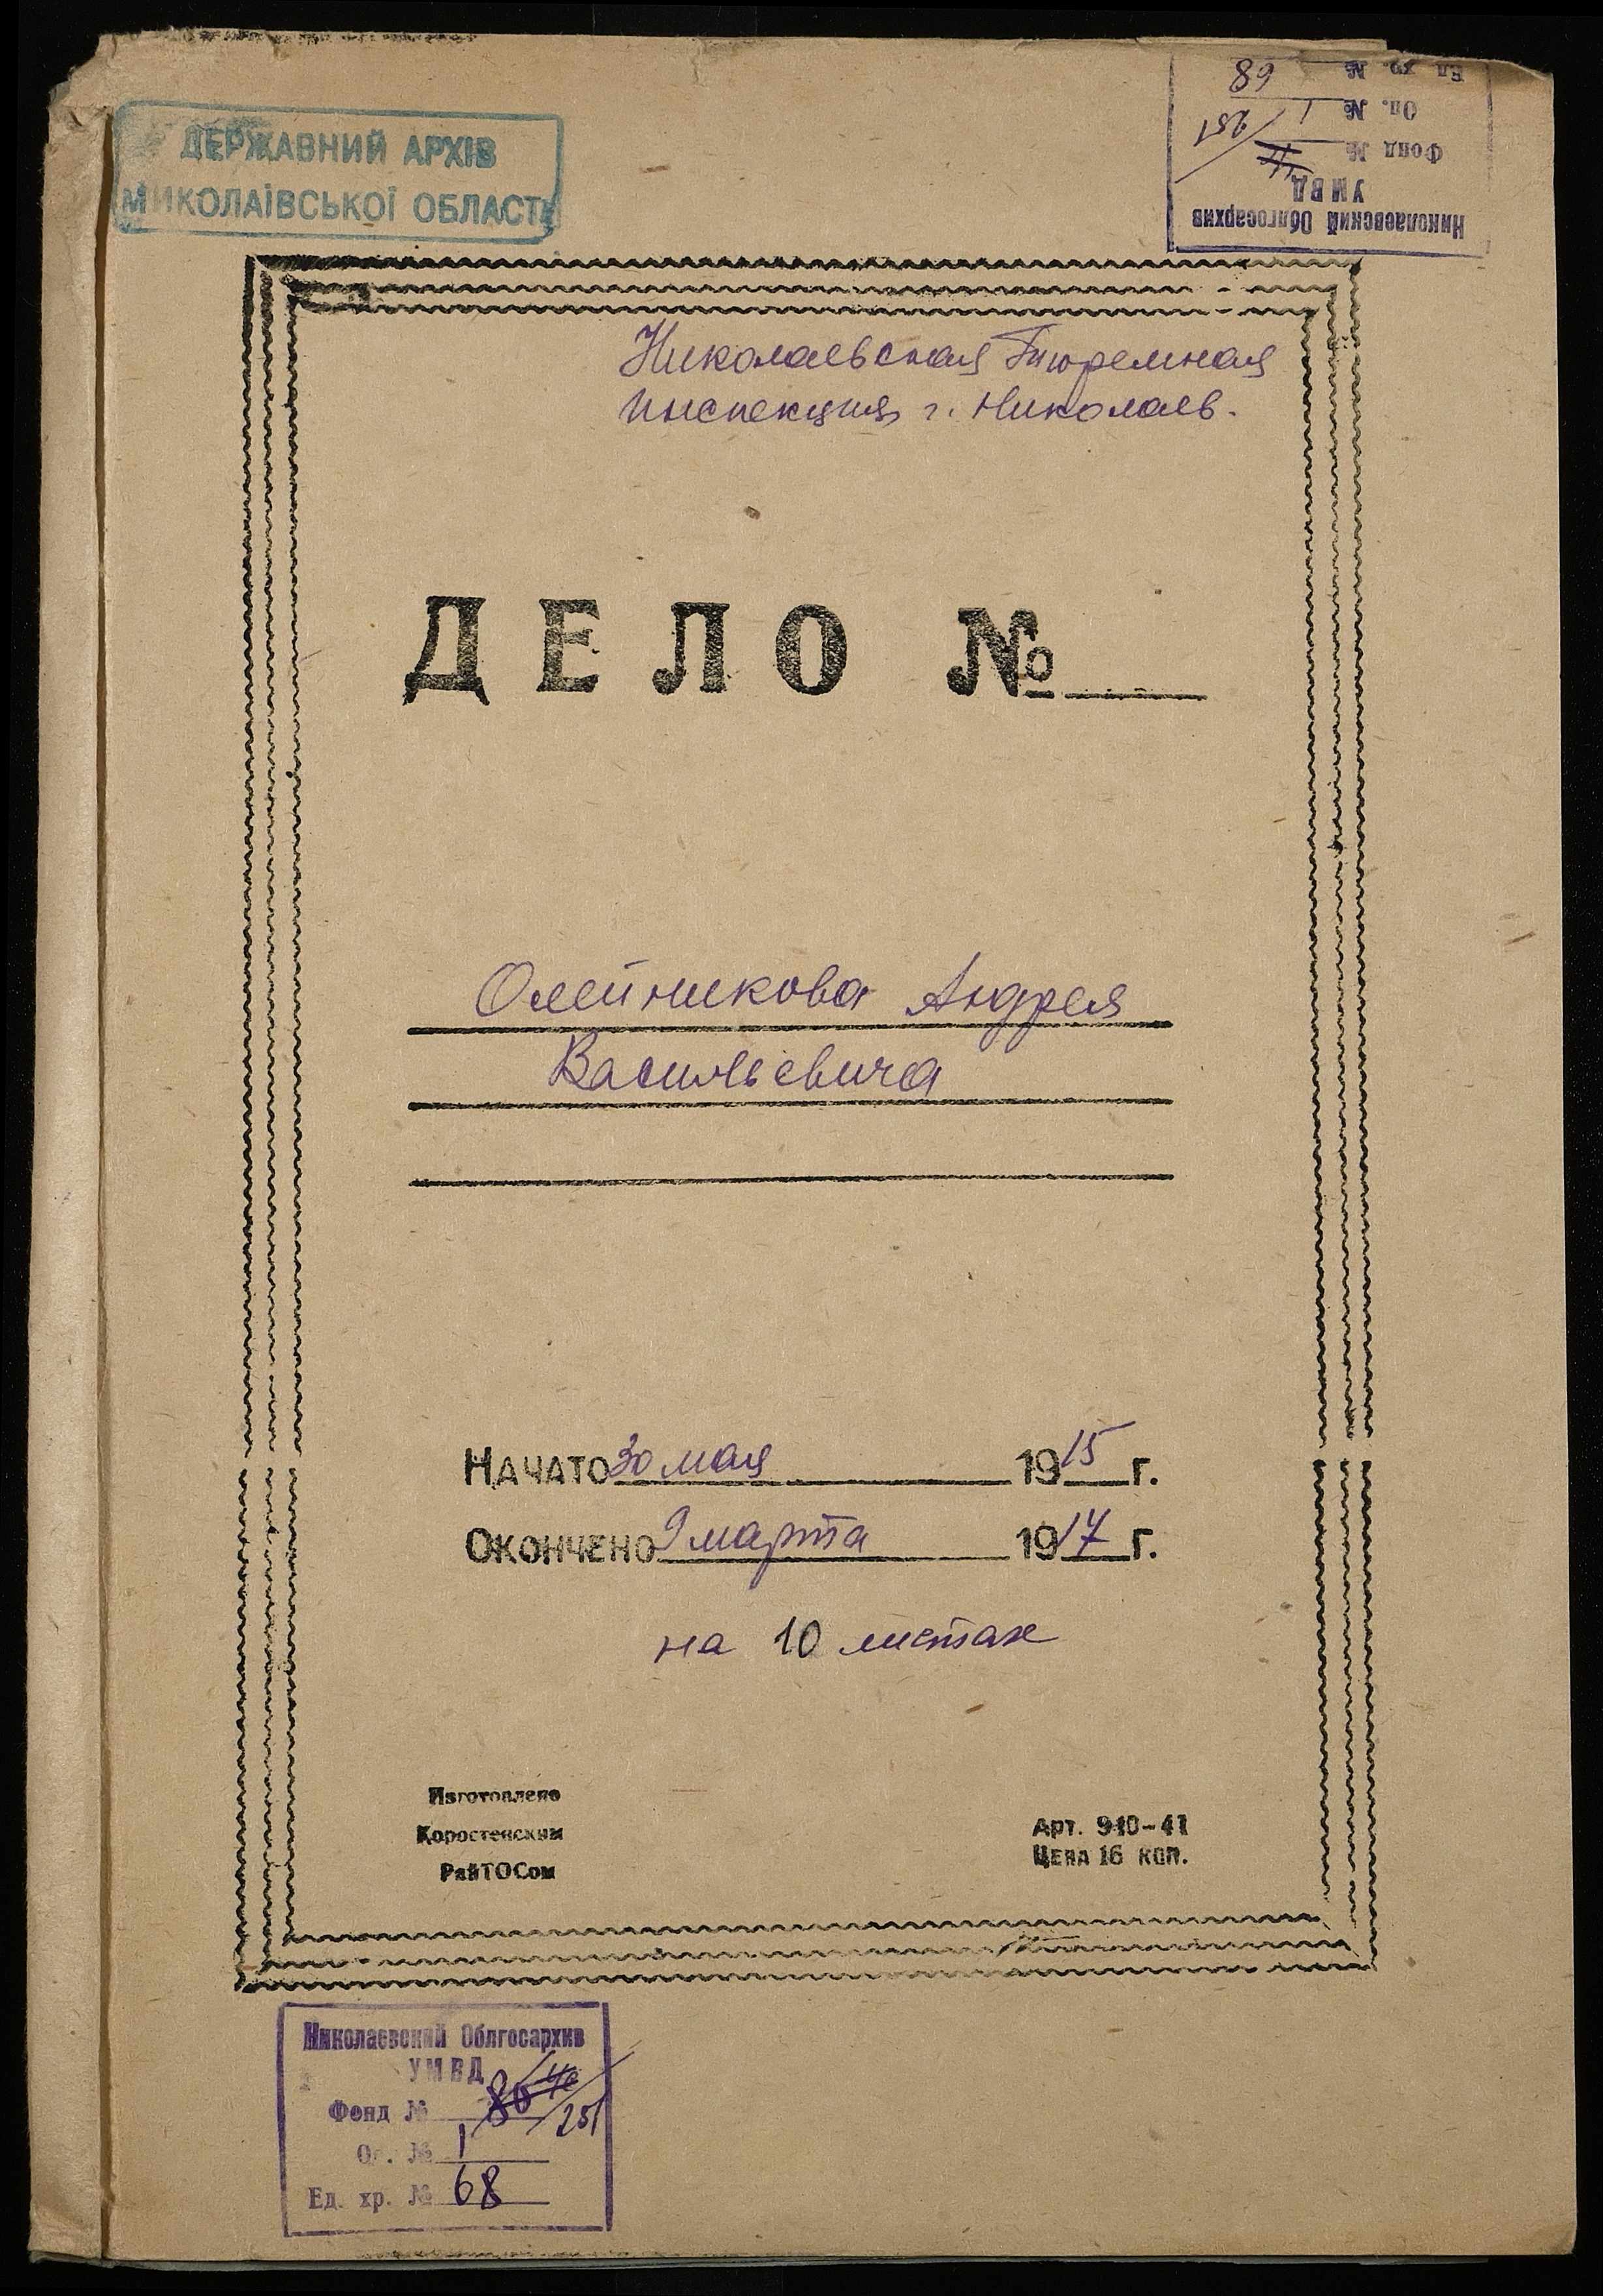 ДЕРЖАВНИЙ АРХІВ
МИКОЛАЇВСЬКОЇ ОБЛАСТІ
Николаевский Облгосархив
УМВД
Фонд № 251
Оп. № 1
Ед. хр. № 68
Николаевская Тюремная
инспекция г. Николаев.
ДЕЛО №
Олейникова Андрея
Васильевича
НАЧАТО 30 мая 1915 г.
ОКОНЧЕНО 9 марта 1917 г.
на 10 листах
Изготовлено
Коростенским
РайТОСом
Арт. 940-41
ЦЕНА 16 КОП.
Николаевский Облгосархив
УМВД
Фонд № 251
Оп. № 1
Ед. хр. № 68